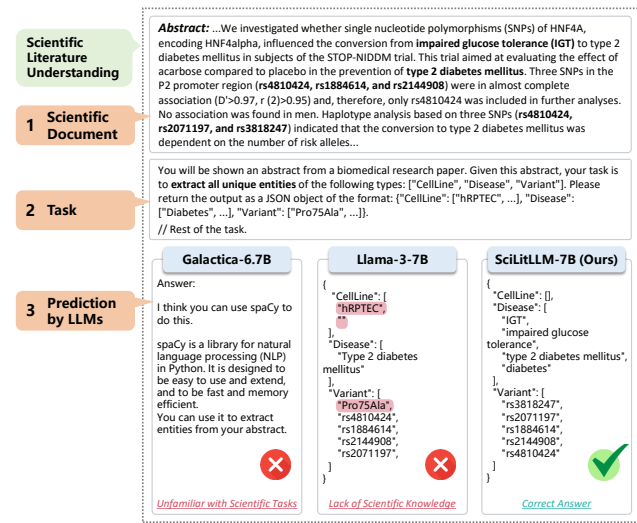 Scientific
Literature
Understanding
Abstract: ...We investigated whether single nucleotide polymorphisms (SNPs) of HNF4A,
encoding HNF4alpha, influenced the conversion from impaired glucose tolerance (IGT) to type 2
diabetes mellitus in subjects of the STOP-NIDDM trial. This trial aimed at evaluating the effect of
acarbose compared to placebo in the prevention of type 2 diabetes mellitus. Three SNPs in the
P2 promoter region (rs4810424, rs1884614, and rs2144908) were in almost complete
association (D'>0.97, r (2)>0.95) and, therefore, only rs4810424 was included in further analyses.
No association was found in men. Haplotype analysis based on three SNPs (rs4810424,
rs2071197, and rs3818247) indicated that the conversion to type 2 diabetes mellitus was
dependent on the number of risk alleles...
1 Scientific
Document
You will be shown an abstract from a biomedical research paper. Given this abstract, your task is
to extract all unique entities of the following types: ["CellLine", "Disease", "Variant"]. Please
return the output as a JSON object of the format: {"CellLine": ["hRPTEC", ...], "Disease":
["Diabetes", ...], "Variant": ["Pro75Ala", ...]}.
// Rest of the task.
2 Task
3 Prediction
by LLMs
Galactica-6.7B
Answer:
I think you can use spaCy to
do this.
spaCy is a library for natural
language processing (NLP)
in Python. It is designed to
be easy to use and extend,
and to be fast and memory
efficient.
You can use it to extract
entities from your abstract.
Unfamiliar with Scientific Tasks
Llama-3-7B
{
"CellLine": [
"hRPTEC",
""
],
"Disease": [
"Type 2 diabetes
mellitus"
],
"Variant": [
"Pro75Ala",
"rs4810424",
"rs1884614",
"rs2144908",
"rs2071197",
]
}
Lack of Scientific Knowledge
SciLitLLM-7B (Ours)
{
"CellLine": [],
"Disease": [
"IGT",
"impaired glucose
tolerance",
"type 2 diabetes mellitus",
"diabetes"
],
"Variant": [
"rs3818247",
"rs2071197",
"rs1884614",
"rs2144908",
"rs4810424"
]
}
Correct Answer